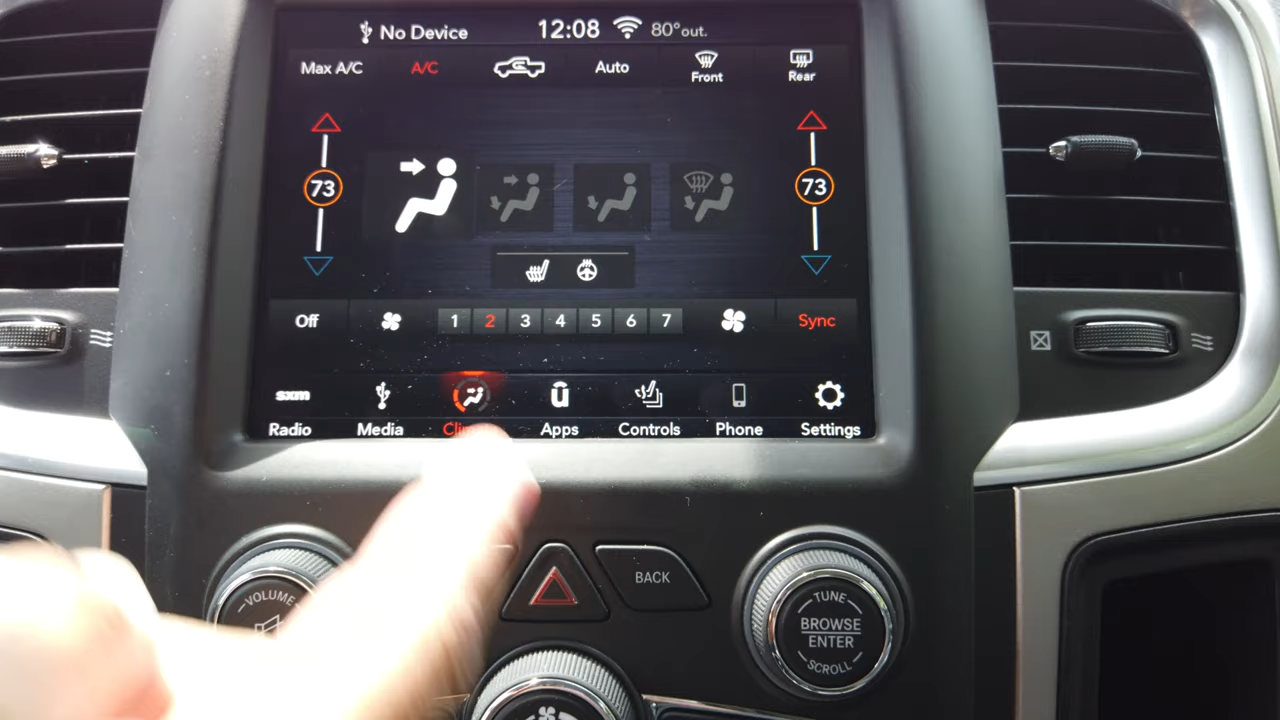 No Device 12:08 80°out.
Max A/C A/C Auto Front Rear
73 73
Off 1 2 3 4 5 6 7 Sync
sxm
Radio Media Apps Controls Phone Settings
BACK
VOLUME
TUNE
BROWSE
ENTER
SCROLL